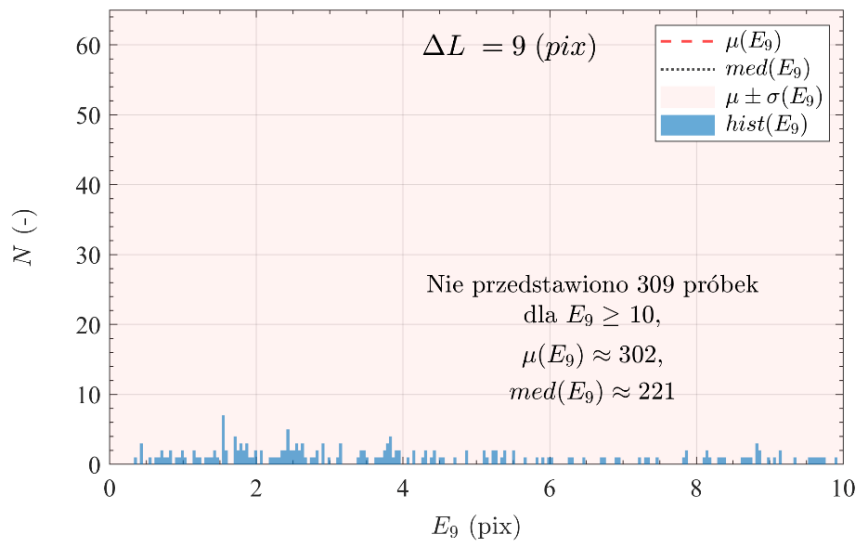 ΔL = 9 (pix)
μ(E₉)
med(E₉)
μ ± σ(E₉)
hist(E₉)
60
50
40
30
20
10
0
N (-)
Nie przedstawiono 309 próbek
dla E₉ ≥ 10,
μ(E₉) ≈ 302,
med(E₉) ≈ 221
0 2 4 6 8 10
E₉ (pix)